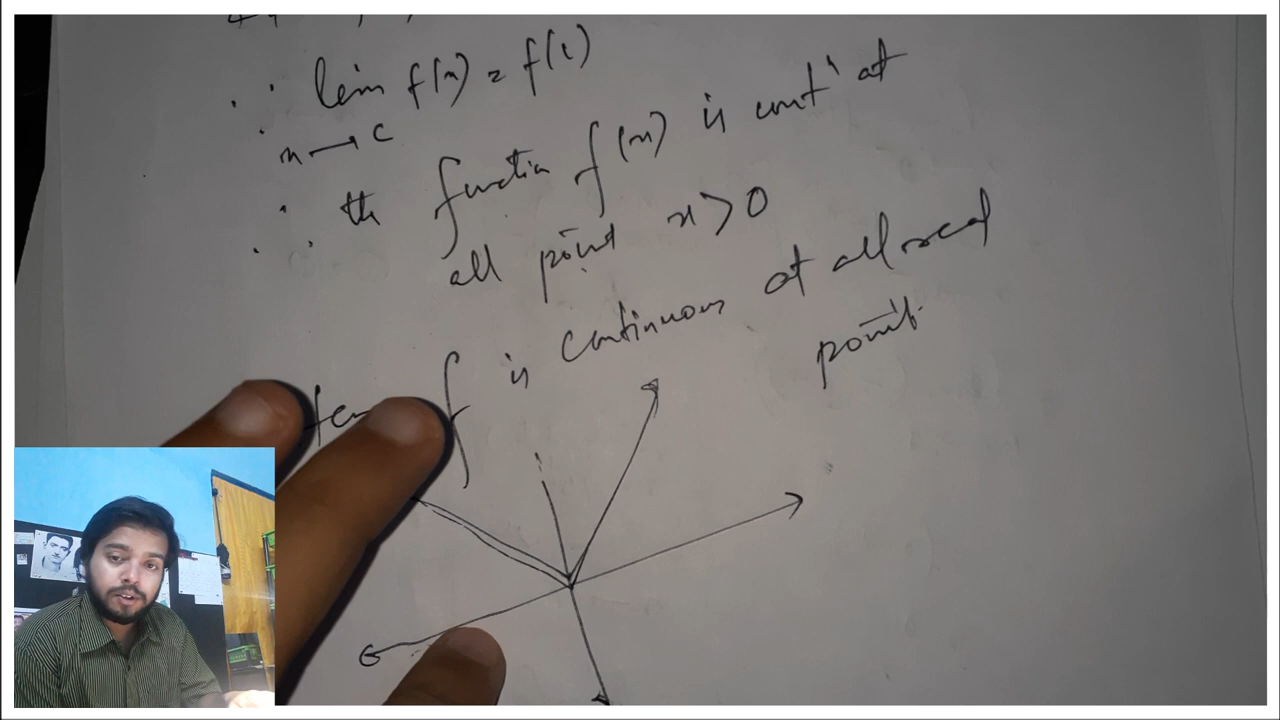 ∴ lim f(x) = f(c)
x → c
∴ the function f(x) is cont' at
all point x > 0
f is continuous at all real
point.